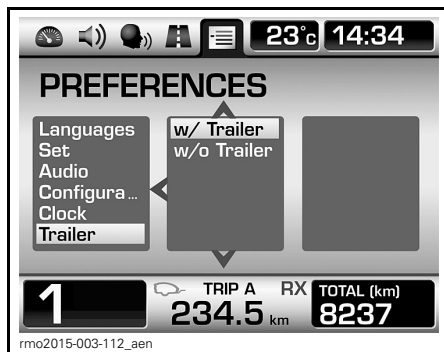 23°c 14:34
PREFERENCES
Languages
Set
Audio
Configura ...
Clock
Trailer
w/ Trailer
w/o Trailer
1
TRIP A
234.5 km
RX
TOTAL (km)
8237
rmo2015-003-112_aen